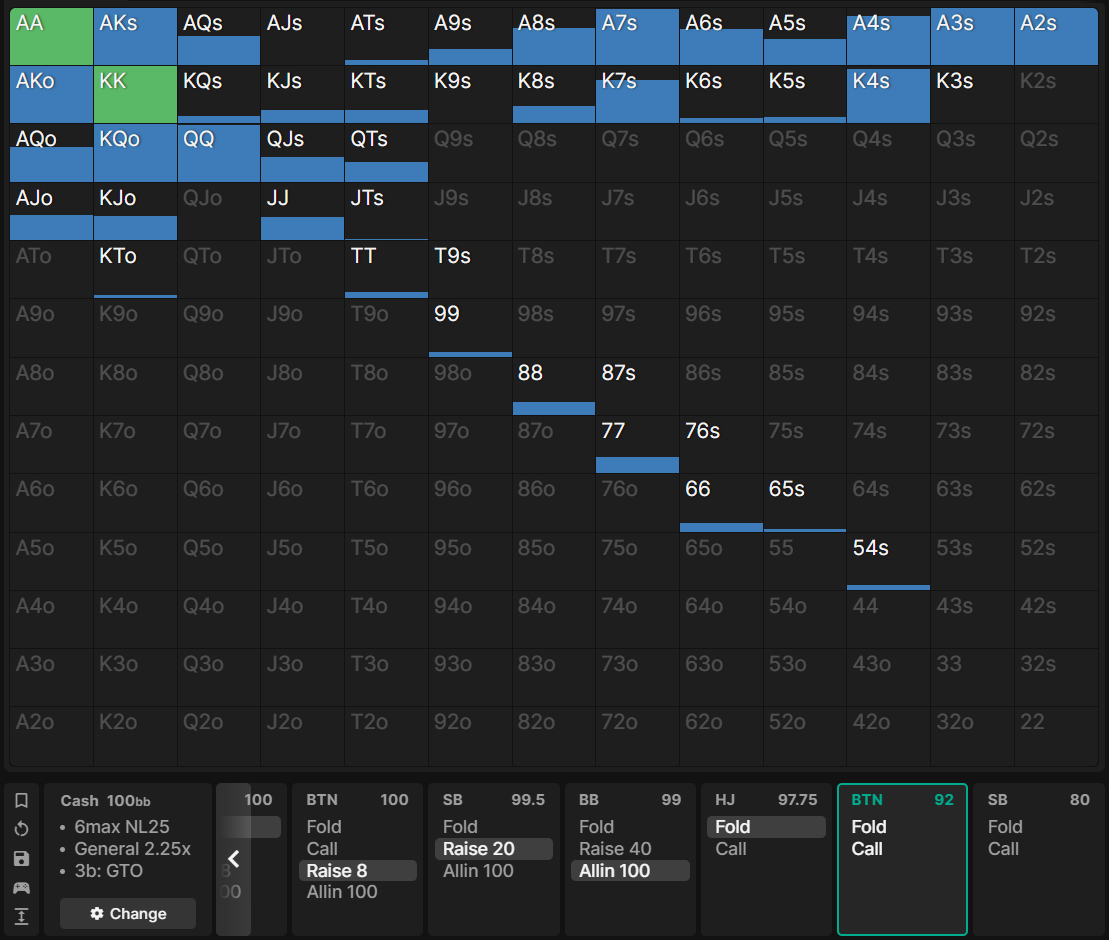 AA AKs AQs AJs ATs A9s A8s A7s A6s A5s A4s A3s A2s
AKo KK KQs KJs KTs K9s K8s K7s K6s K5s K4s K3s K2s
AQo KQo QQ QJs QTs Q9s Q8s Q7s Q6s Q5s Q4s Q3s Q2s
AJo KJo QJo JJ JTs J9s J8s J7s J6s J5s J4s J3s J2s
ATo KTo QTo JTo TT T9s T8s T7s T6s T5s T4s T3s T2s
A9o K9o Q9o J9o T9o 99 98s 97s 96s 95s 94s 93s 92s
A8o K8o Q8o J8o T8o 98o 88 87s 86s 85s 84s 83s 82s
A7o K7o Q7o J7o T7o 97o 87o 77 76s 75s 74s 73s 72s
A6o K6o Q6o J6o T6o 96o 86o 76o 66 65s 64s 63s 62s
A5o K5o Q5o J5o T5o 95o 85o 75o 65o 55 54s 53s 52s
A4o K4o Q4o J4o T4o 94o 84o 74o 64o 54o 44 43s 42s
A3o K3o Q3o J3o T3o 93o 83o 73o 63o 53o 43o 33 32s
A2o K2o Q2o J2o T2o 92o 82o 72o 62o 52o 42o 32o 22
Cash 100bb
• 6max NL25
• General 2.25x
• 3b: GTO
Change
100
8
00
BTN 100
Fold
Call
Raise 8
Allin 100
SB 99.5
Fold
Raise 20
Allin 100
BB 99
Fold
Raise 40
Allin 100
HJ 97.75
Fold
Call
BTN 92
Fold
Call
SB 80
Fold
Call